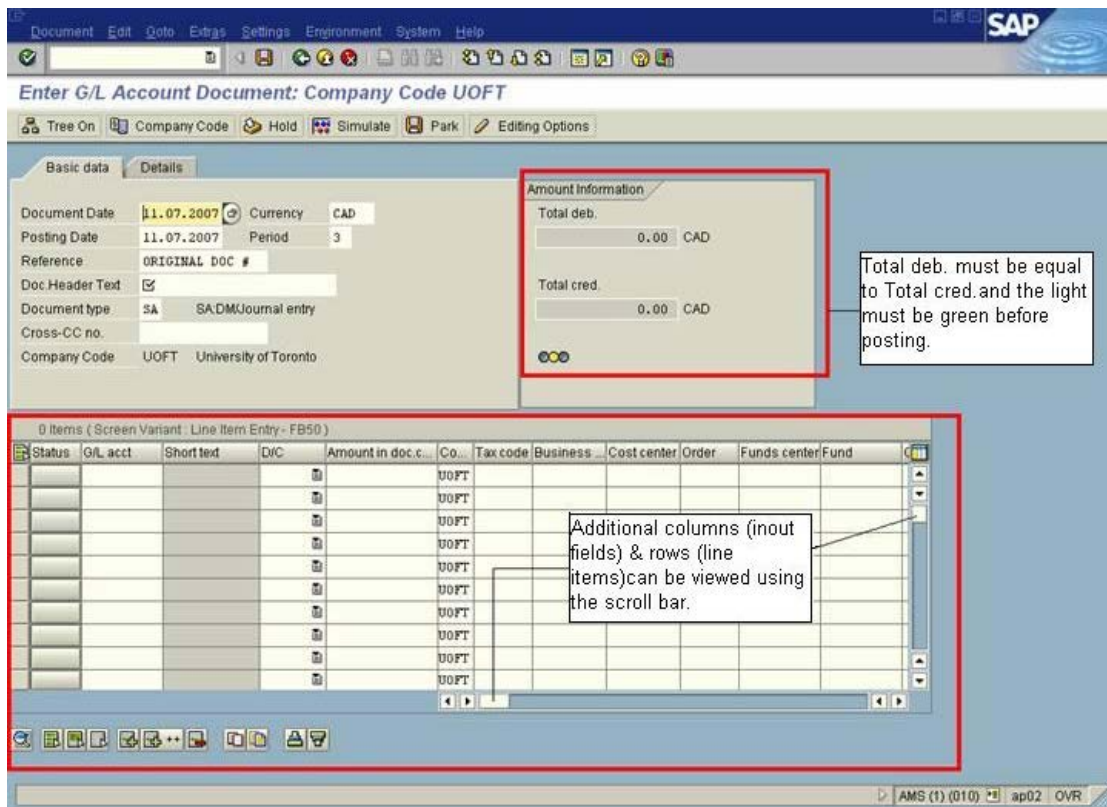 Document Edit Goto Extras Settings Environment System Help
SAP
Enter G/L Account Document: Company Code UOFT
Tree On Company Code Hold Simulate Park Editing Options
Basic data Details
Document Date 11.07.2007 Currency CAD
Posting Date 11.07.2007 Period 3
Reference ORIGINAL DOC #
Doc.Header Text
Document type SA SA:DM/Journal entry
Cross-CC no.
Company Code UOFT University of Toronto
Amount Information
Total deb.
0.00 CAD
Total cred.
0.00 CAD
Total deb. must be equal
to Total cred.and the light
must be green before
posting.
0 Items ( Screen Variant : Line Item Entry - FB50 )
Status G/L acct Short text D/C Amount in doc.c... Co... Tax code Business ... Cost center Order Funds center Fund
UOFT
UOFT
UOFT
UOFT
UOFT
UOFT
UOFT
UOFT
UOFT
UOFT
Additional columns (inout
fields) & rows (line
items)can be viewed using
the scroll bar.
AMS (1) (010) ap02 OVR